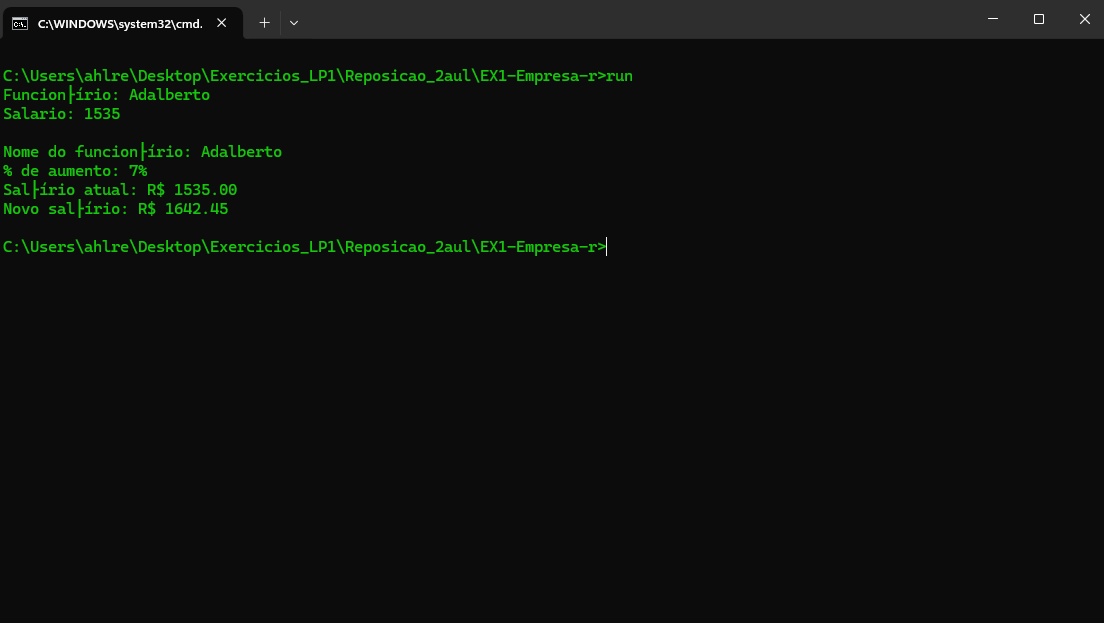 C:\WINDOWS\system32\cmd.
C:\Users\ahlre\Desktop\Exercicios_LP1\Reposicao_2aul\EX1-Empresa-r>run
Funcion├írio: Adalberto
Salario: 1535
Nome do funcion├írio: Adalberto
% de aumento: 7%
Sal├írio atual: R$ 1535.00
Novo sal├írio: R$ 1642.45
C:\Users\ahlre\Desktop\Exercicios_LP1\Reposicao_2aul\EX1-Empresa-r>